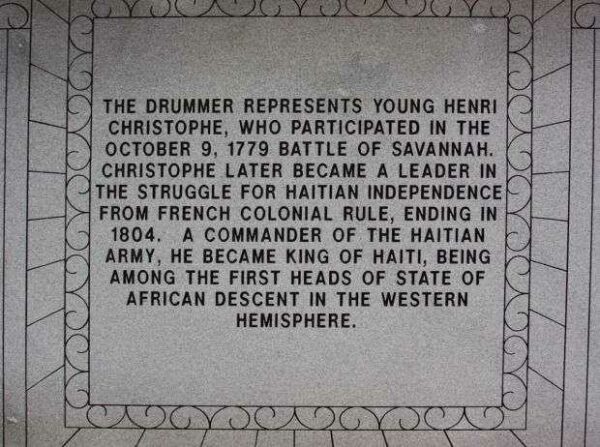 THE DRUMMER REPRESENTS YOUNG HENRI
CHRISTOPHE, WHO PARTICIPATED IN THE
OCTOBER 9, 1779 BATTLE OF SAVANNAH.
CHRISTOPHE LATER BECAME A LEADER IN
THE STRUGGLE FOR HAITIAN INDEPENDENCE
FROM FRENCH COLONIAL RULE, ENDING IN
1804. A COMMANDER OF THE HAITIAN
ARMY, HE BECAME KING OF HAITI, BEING
AMONG THE FIRST HEADS OF STATE OF
AFRICAN DESCENT IN THE WESTERN
HEMISPHERE.